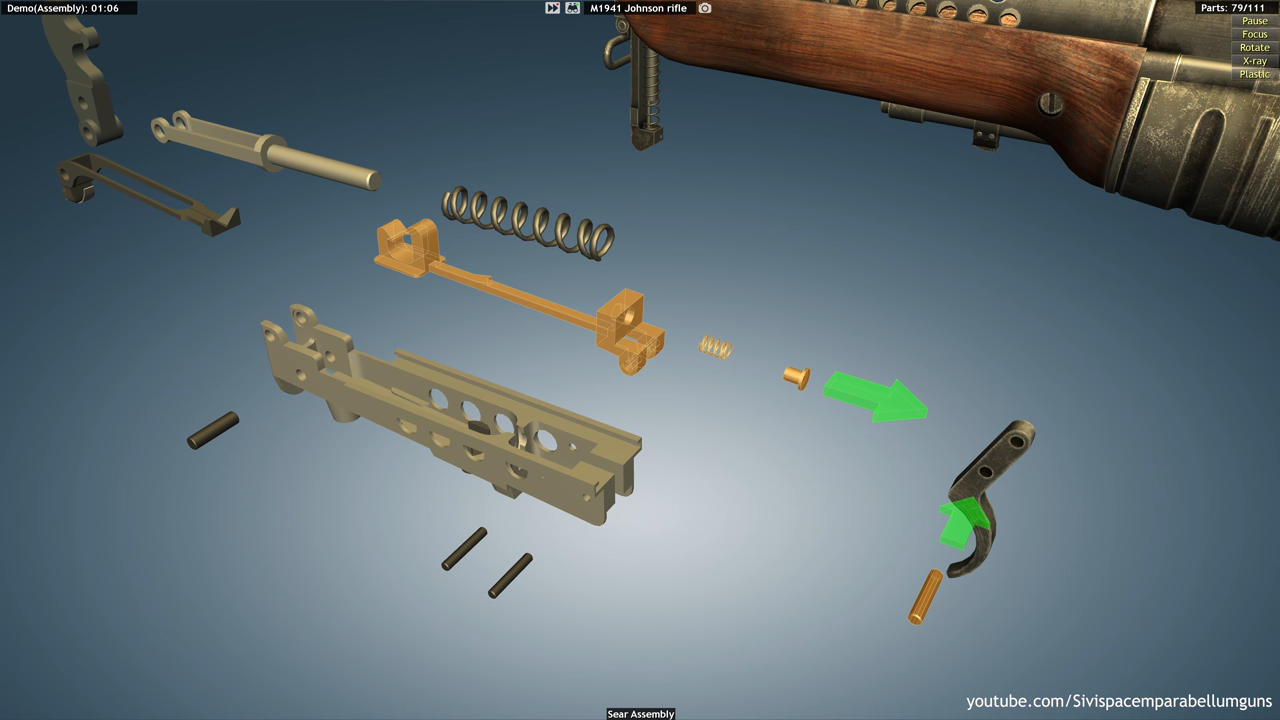 Demo(Assembly): 01:06
M1941 Johnson rifle
Parts: 79/111
Pause
Focus
Rotate
X-ray
Plastic
youtube.com/Sivispacemparabellumguns
Sear Assembly